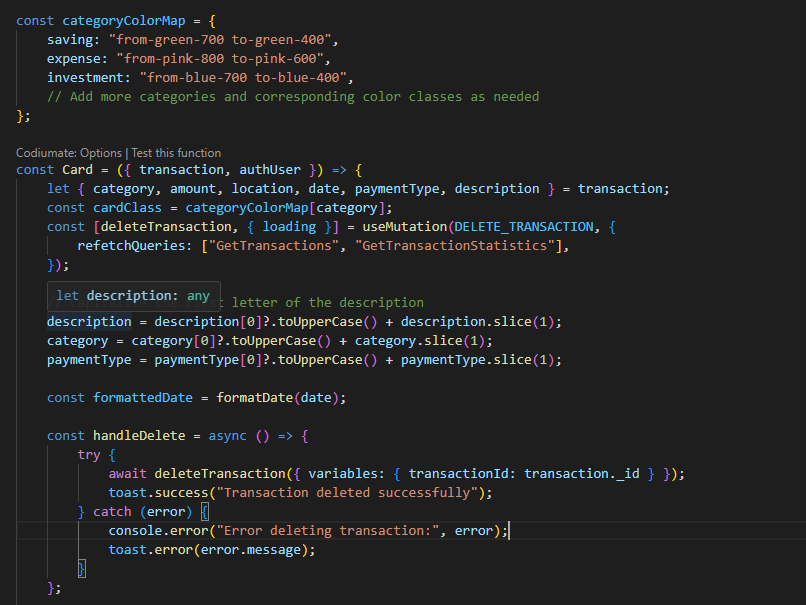 const categoryColorMap = {
    saving: "from-green-700 to-green-400",
    expense: "from-pink-800 to-pink-600",
    investment: "from-blue-700 to-blue-400",
    // Add more categories and corresponding color classes as needed
};
Codiumate: Options | Test this function
const Card = ({ transaction, authUser }) => {
    let { category, amount, location, date, paymentType, description } = transaction;
    const cardClass = categoryColorMap[category];
    const [deleteTransaction, { loading }] = useMutation(DELETE_TRANSACTION, {
        refetchQueries: ["GetTransactions", "GetTransactionStatistics"],
    });
let description: any
letter of the description
    description = description[0]?.toUpperCase() + description.slice(1);
    category = category[0]?.toUpperCase() + category.slice(1);
    paymentType = paymentType[0]?.toUpperCase() + paymentType.slice(1);
    const formattedDate = formatDate(date);
    const handleDelete = async () => {
        try {
            await deleteTransaction({ variables: { transactionId: transaction._id } });
            toast.success("Transaction deleted successfully");
        } catch (error) {
            console.error("Error deleting transaction:", error);
            toast.error(error.message);
        }
    };